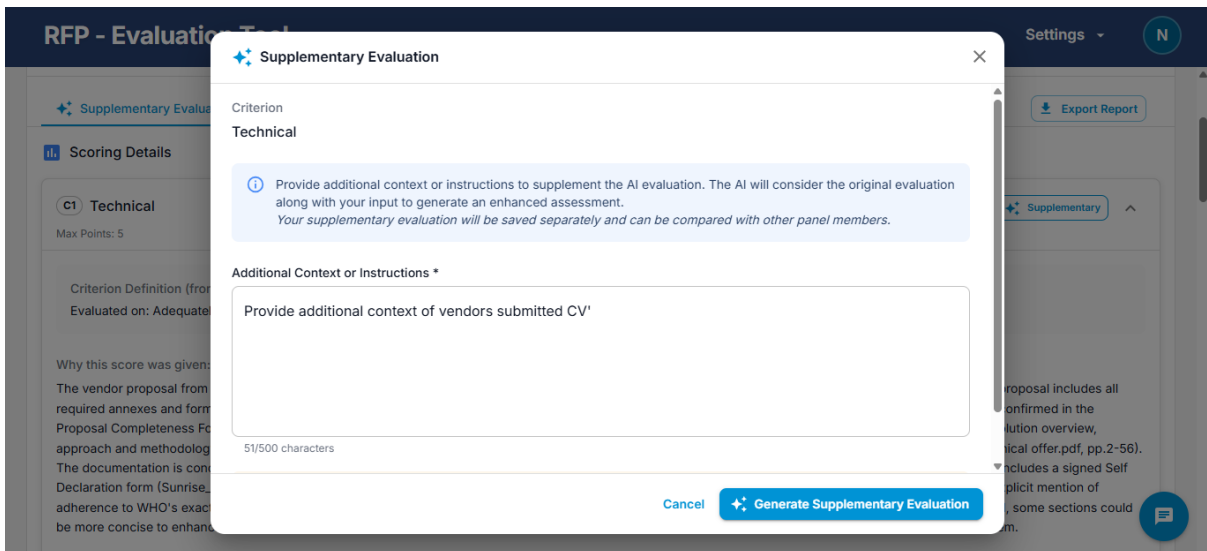 RFP - Evaluation Tool
Settings
N
Supplementary Evaluation
Criterion
Technical
Provide additional context or instructions to supplement the AI evaluation. The AI will consider the original evaluation
along with your input to generate an enhanced assessment.
Your supplementary evaluation will be saved separately and can be compared with other panel members.
Additional Context or Instructions *
Provide additional context of vendors submitted CV'
51/500 characters
Cancel
Generate Supplementary Evaluation
Supplementary Evalua
Export Report
Scoring Details
C1 Technical
Supplementary
Max Points: 5
Criterion Definition (fro
Evaluated on: Adequate
Why this score was given:
The vendor proposal from
roposal includes all
required annexes and form
onfirmed in the
Proposal Completeness Fo
lution overview,
approach and methodolog
ical offer.pdf, pp.2-56).
The documentation is con
ncludes a signed Self
Declaration form (Sunrise_
plicit mention of
adherence to WHO's exac
, some sections could
be more concise to enhanc
m.